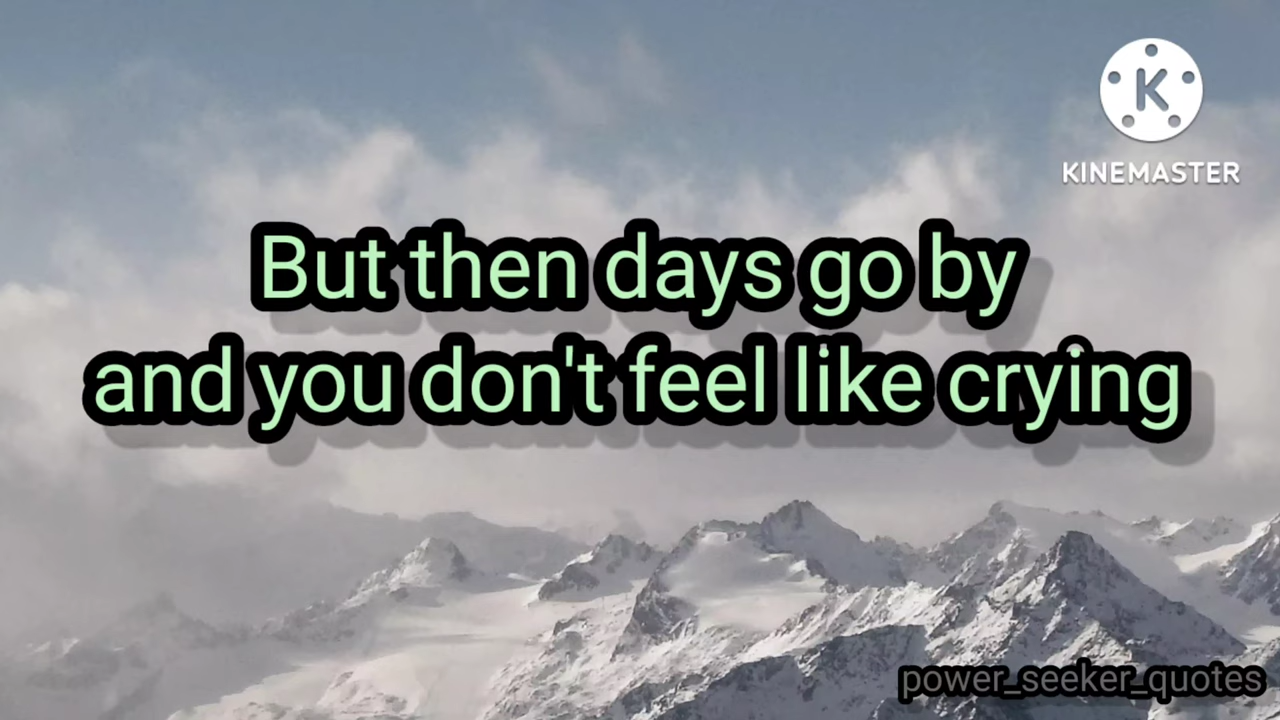 K
KINEMASTER
But then days go by
and you don't feel like crying
power_seeker_quotes